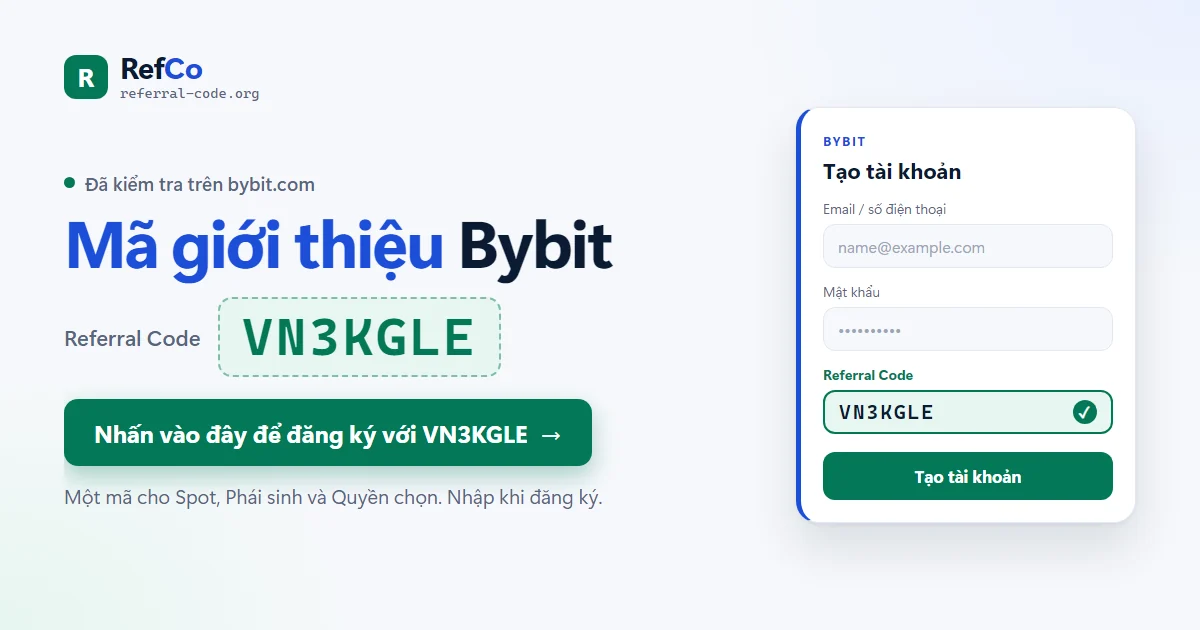 R
RefCo
referral-code.org
Đã kiểm tra trên bybit.com
Mã giới thiệu Bybit
Referral Code
VN3KGLE
Nhấn vào đây để đăng ký với VN3KGLE →
Một mã cho Spot, Phái sinh và Quyền chọn. Nhập khi đăng ký.
BYBIT
Tạo tài khoản
Email / số điện thoại
name@example.com
Mật khẩu
••••••••••
Referral Code
VN3KGLE ✓
Tạo tài khoản